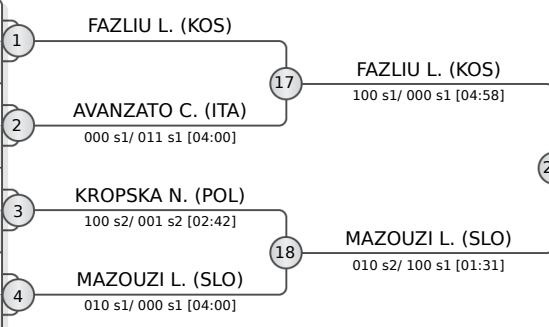 FAZLIU L. (KOS)
1
17
FAZLIU L. (KOS)
100 s1/ 000 s1 [04:58]
AVANZATO C. (ITA)
2
000 s1/ 011 s1 [04:00]
KROPSKA N. (POL)
3
100 s2/ 001 s2 [02:42]
18
MAZOUZI L. (SLO)
010 s2/ 100 s1 [01:31]
MAZOUZI L. (SLO)
4
010 s1/ 000 s1 [04:00]